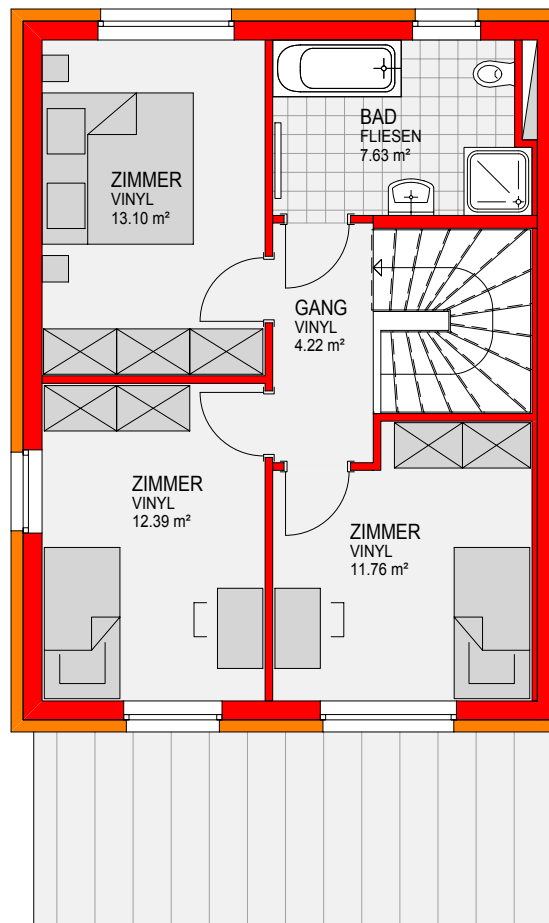 BAD
FLIESEN
7.63 m²
ZIMMER
VINYL
13.10 m²
GANG
VINYL
4.22 m²
ZIMMER
VINYL
12.39 m²
ZIMMER
VINYL
11.76 m²